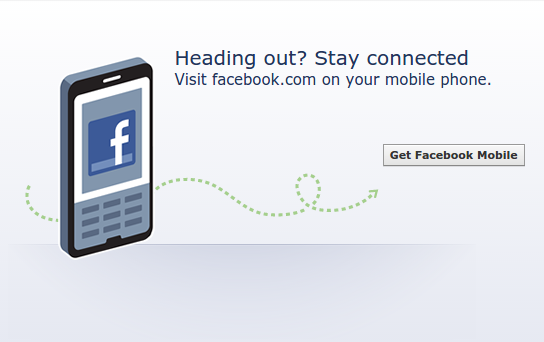 Heading out? Stay connected
Visit facebook.com on your mobile phone.
f
Get Facebook Mobile